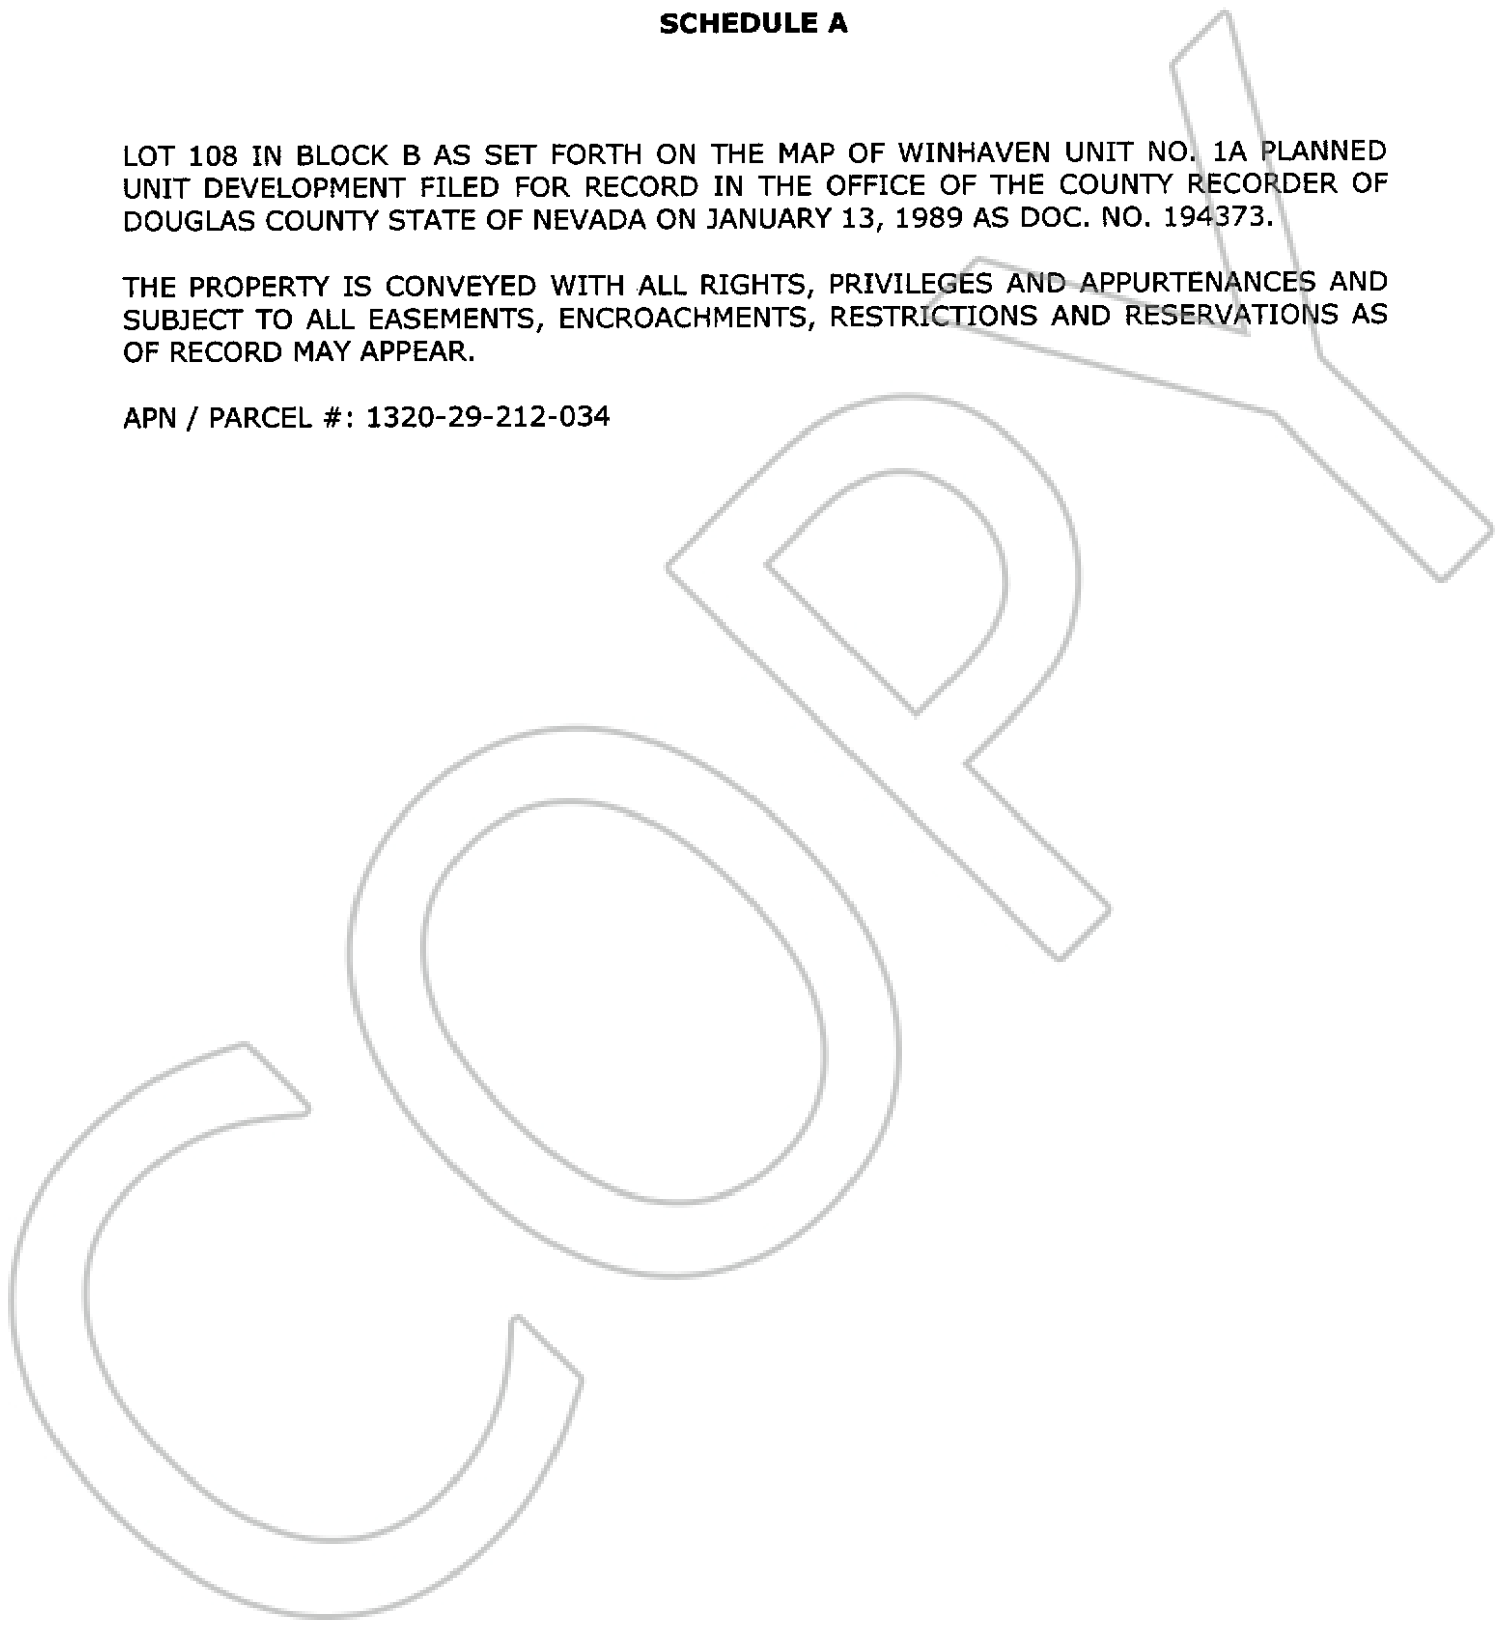 SCHEDULE A
LOT 108 IN BLOCK B AS SET FORTH ON THE MAP OF WINHAVEN UNIT NO. 1A PLANNED
UNIT DEVELOPMENT FILED FOR RECORD IN THE OFFICE OF THE COUNTY RECORDER OF
DOUGLAS COUNTY STATE OF NEVADA ON JANUARY 13, 1989 AS DOC. NO. 194373.
THE PROPERTY IS CONVEYED WITH ALL RIGHTS, PRIVILEGES AND APPURTENANCES AND
SUBJECT TO ALL EASEMENTS, ENCROACHMENTS, RESTRICTIONS AND RESERVATIONS AS
OF RECORD MAY APPEAR.
APN / PARCEL #: 1320-29-212-034
COPY